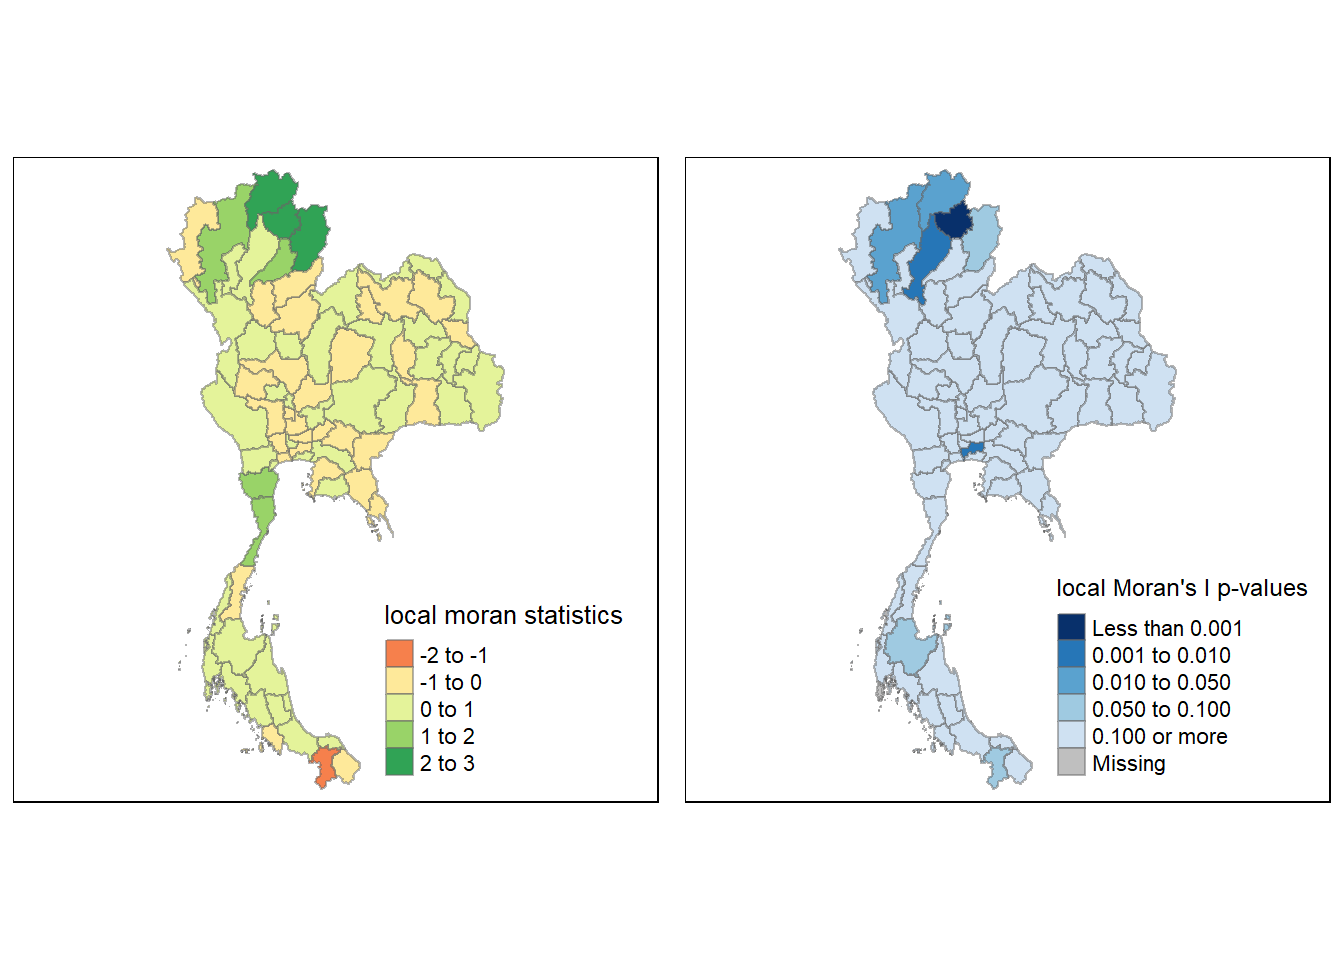 local moran statistics
-2 to -1
-1 to 0
0 to 1
1 to 2
2 to 3
local Moran's I p-values
Less than 0.001
0.001 to 0.010
0.010 to 0.050
0.050 to 0.100
0.100 or more
Missing